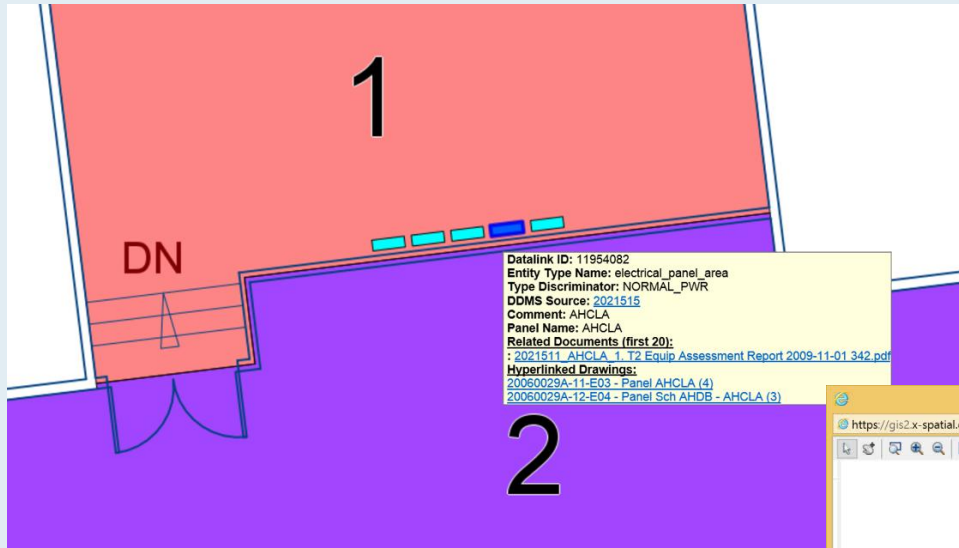 1
DN
Datalink ID: 11954082
Entity Type Name: electrical_panel_area
Type Discriminator: NORMAL_PWR
DDMS Source: 2021515
Comment: AHCLA
Panel Name: AHCLA
Related Documents (first 20):
: 2021511_AHCLA_1. T2 Equip Assessment Report 2009-11-01 342.pdf
Hyperlinked Drawings:
20060029A-11-E03 - Panel AHCLA (4)
20060029A-12-E04 - Panel Sch AHDB - AHCLA (3)
2
https://gis2.x-spatial.